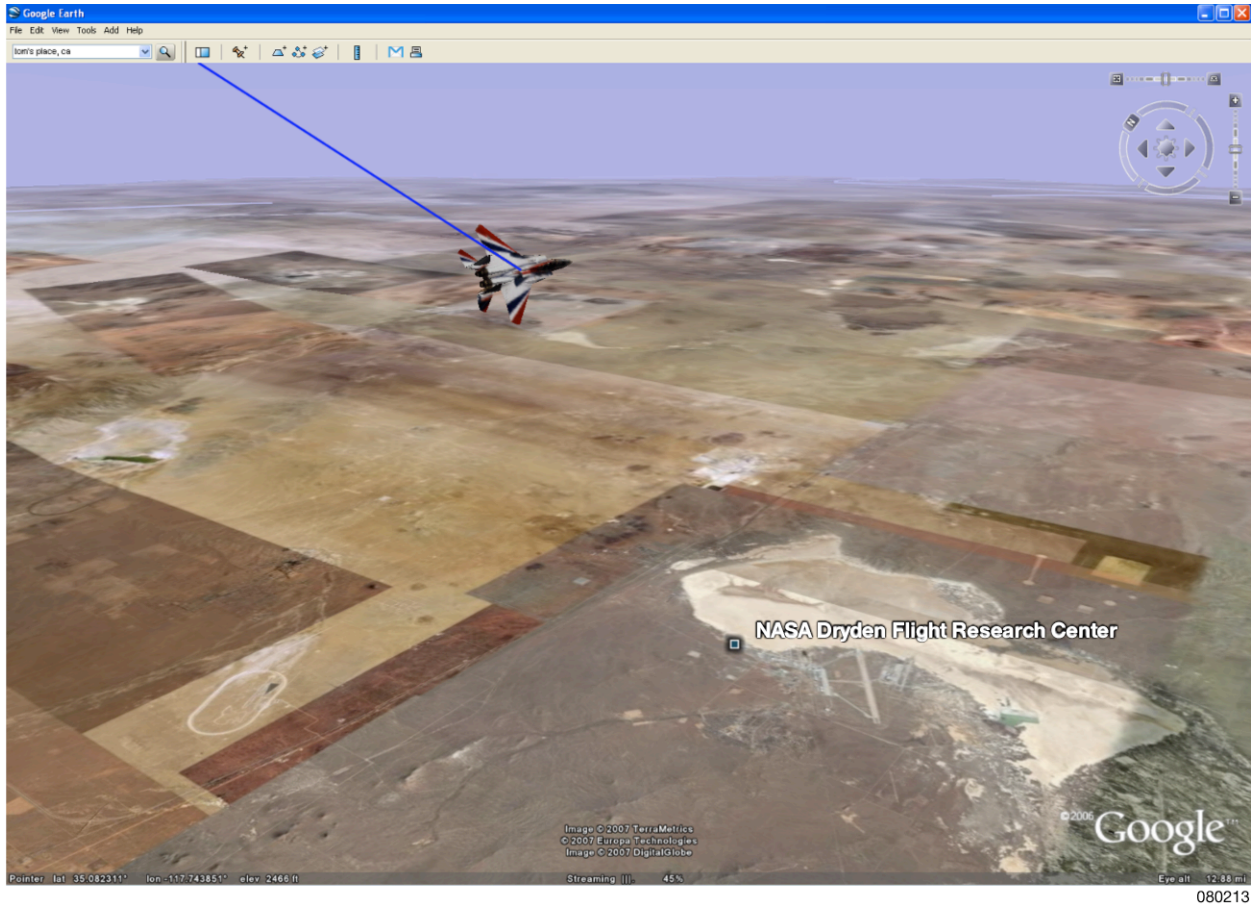 Google Earth
File Edit View Tools Add Help
tom's place, ca
N
NASA Dryden Flight Research Center
©2006 Google™
Image © 2007 TerraMetrics
© 2007 Europa Technologies
Image © 2007 DigitalGlobe
Pointer lat 35.082311° lon -117.743851° elev 2466 ft Streaming |||.. 45% Eye alt 12.88 mi
080213